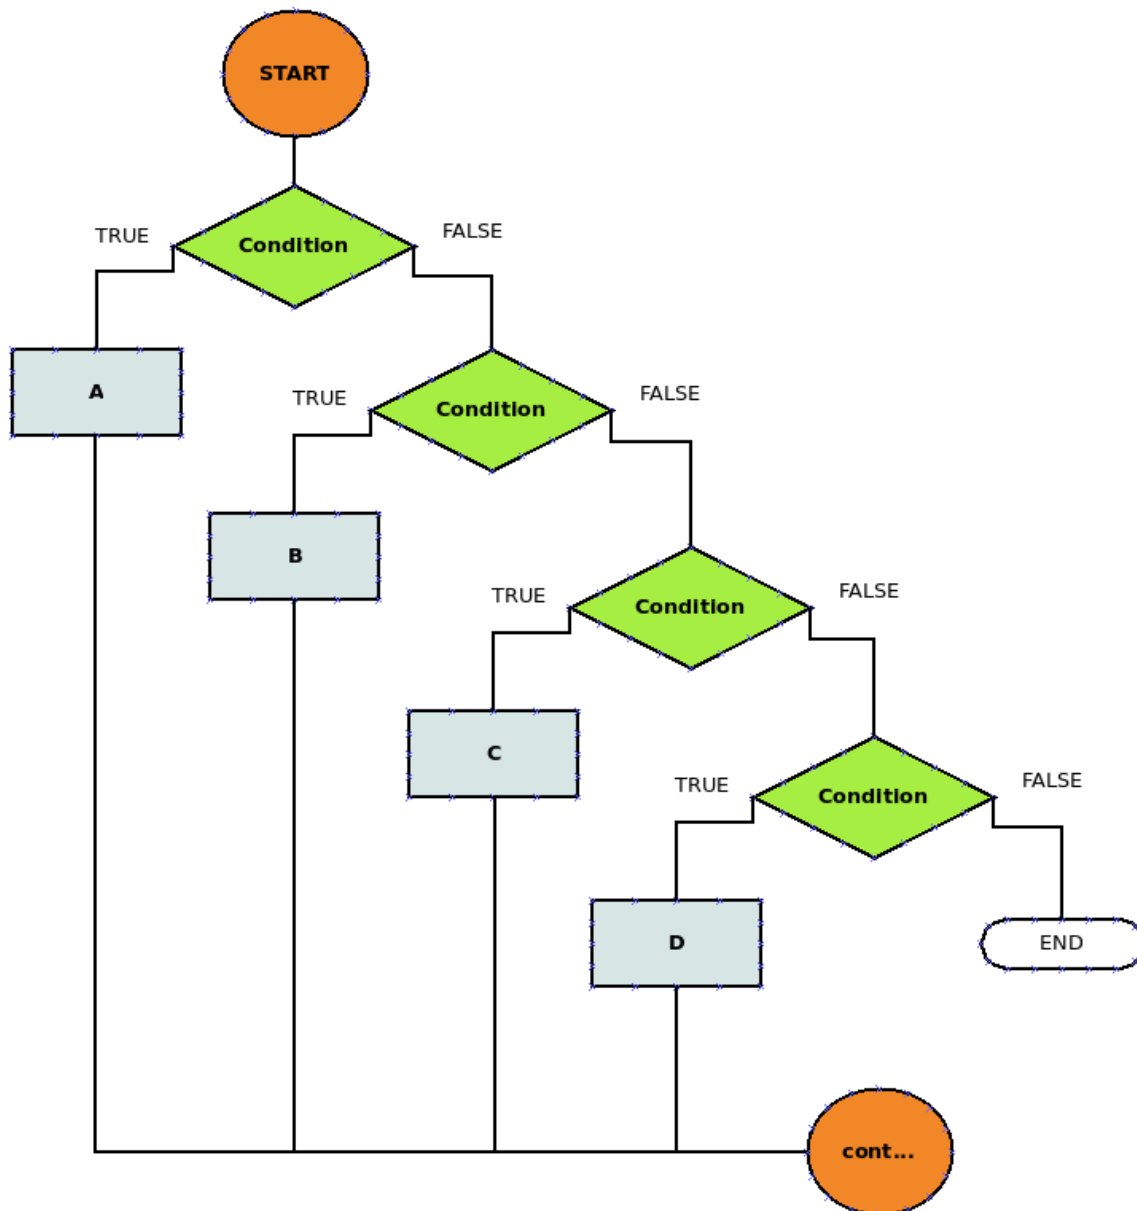 START
TRUE
Condition
FALSE
A
TRUE
Condition
FALSE
B
TRUE
Condition
FALSE
C
TRUE
Condition
FALSE
D
END
cont...